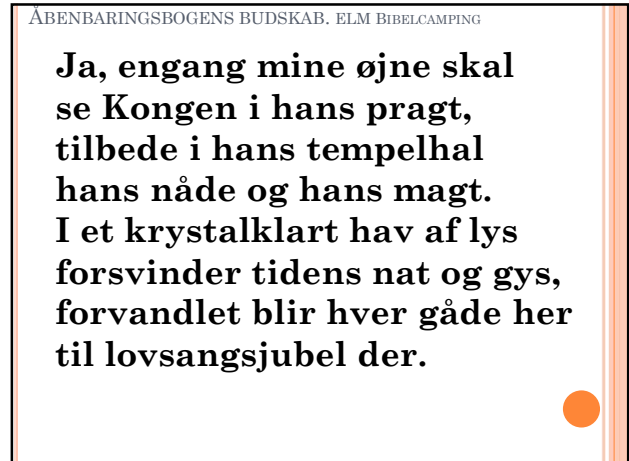 ÅBENBARINGSBOGENS BUDSKAB. ELM BIBELCAMPING
Ja, engang mine øjne skal
se Kongen i hans pragt,
tilbede i hans tempelhal
hans nåde og hans magt.
I et krystalklart hav af lys
forsvinder tidens nat og gys,
forvandlet blir hver gåde her
til lovsangsjubel der.